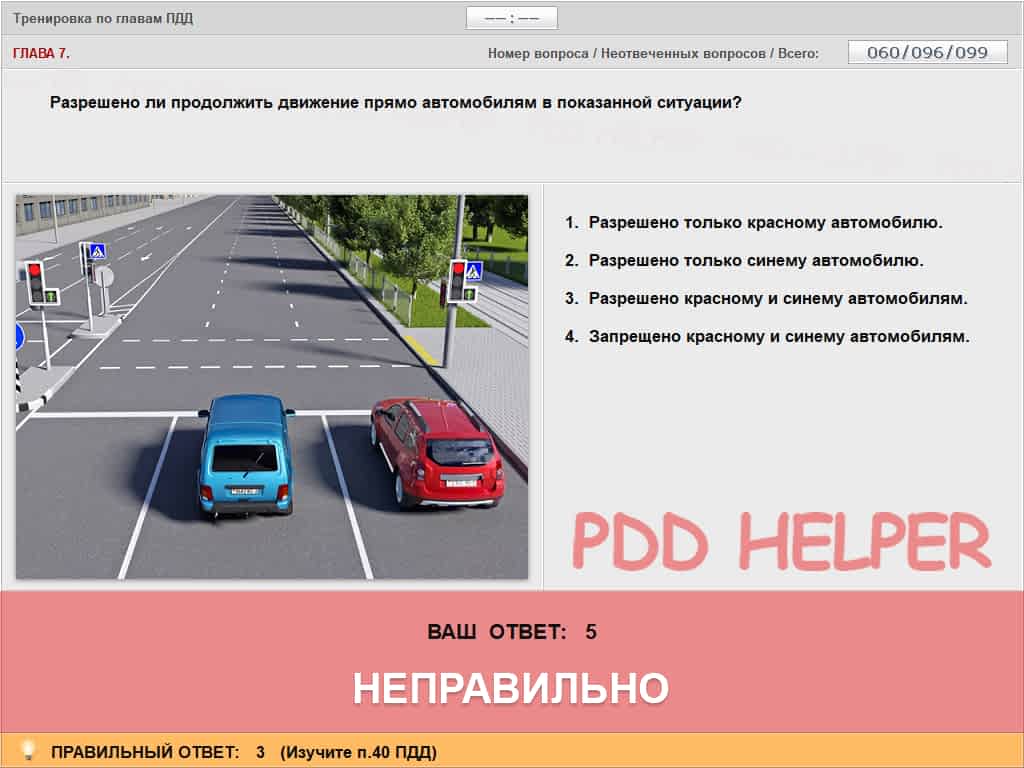 Тренировка по главам ПДД
–– : ––
ГЛАВА 7.
Номер вопроса / Неотвеченных вопросов / Всего:
060/096/099
Разрешено ли продолжить движение прямо автомобилям в показанной ситуации?
1. Разрешено только красному автомобилю.
2. Разрешено только синему автомобилю.
3. Разрешено красному и синему автомобилям.
4. Запрещено красному и синему автомобилям.
PDD HELPER
ВАШ ОТВЕТ: 5
НЕПРАВИЛЬНО
ПРАВИЛЬНЫЙ ОТВЕТ: 3 (Изучите п.40 ПДД)